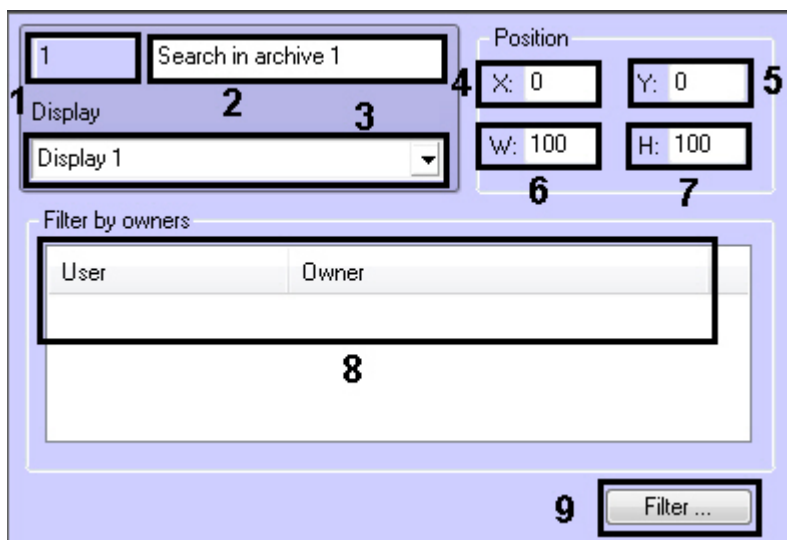 1 Search in archive 1
1 2
Display 3
Display 1
Position
4 X: 0 Y: 0 5
W: 100 H: 100
6 7
Filter by owners
User Owner
8
9 Filter ...